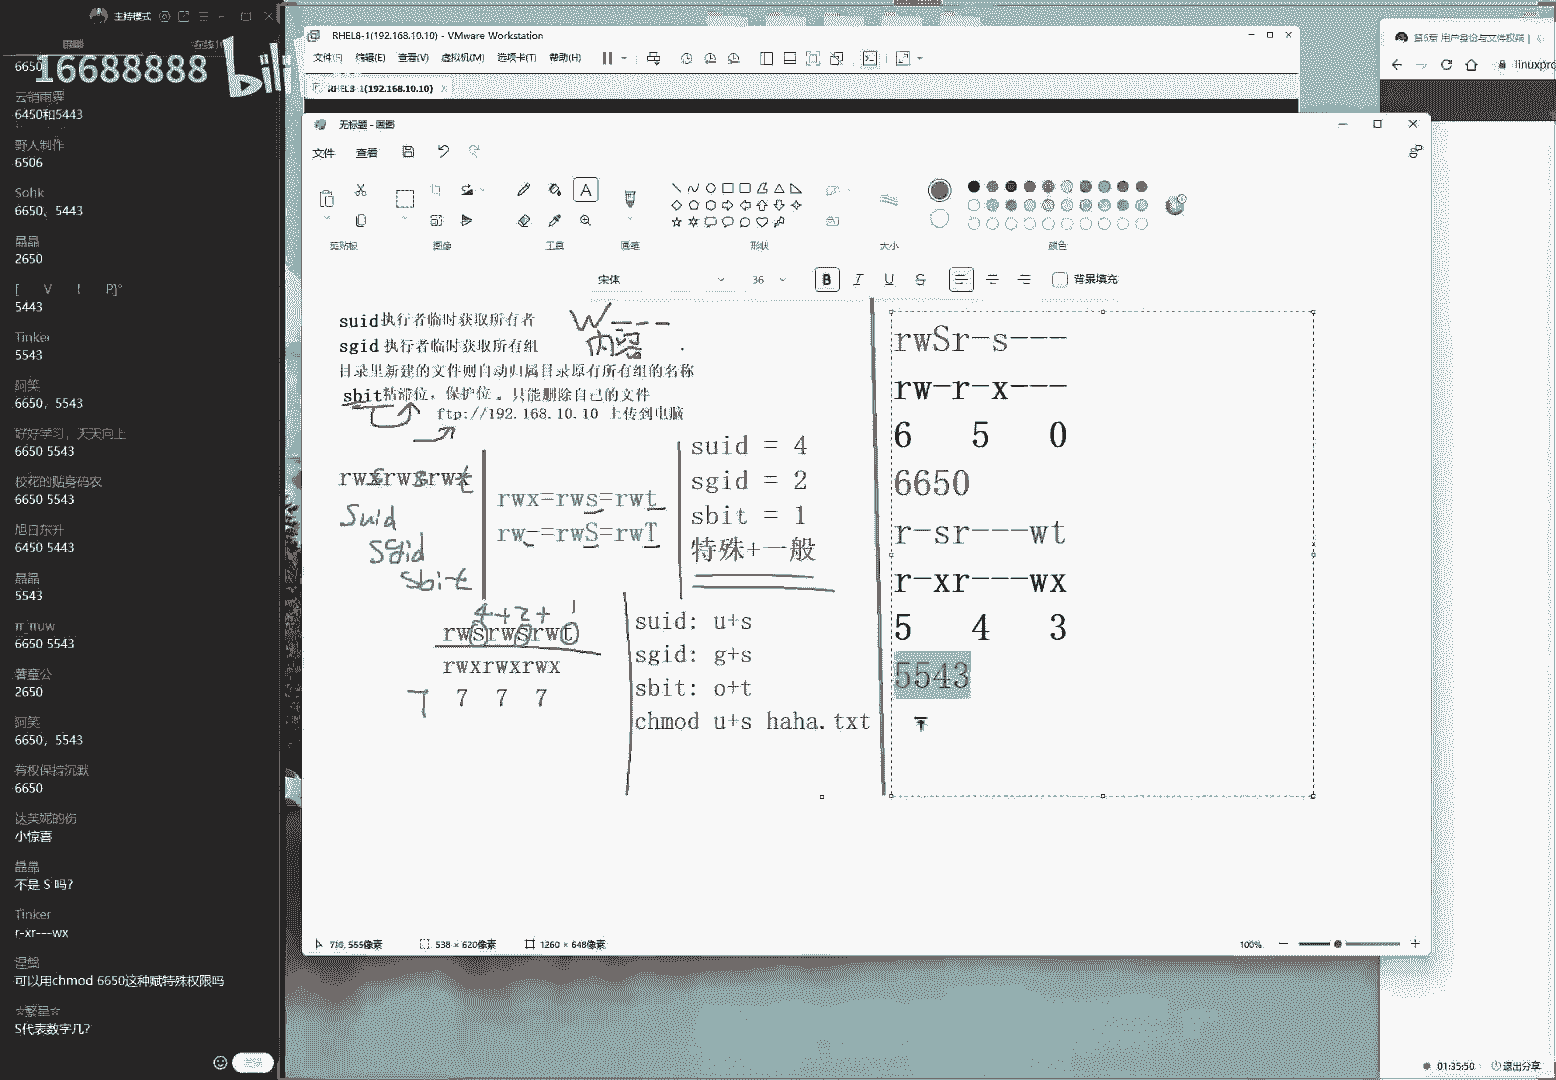 主持模式
6650
16688888 bili
云销雨霁
6450和5443
野人制作
6506
Sohk
6650、5443
晶晶
2650
[ V I P]°
5443
Tinker
5543
阿笑
6650，5543
好好学习，天天向上
6650 5543
校花的贴身码农
6650 5543
旭日东升
6450 5443
晶晶
5543
6650 5543
2650
阿笑
6650，5543
有权保持沉默
6650
达芙妮的伤
小惊喜
晶晶
不是 S 吗?
Tinker
r-xr---wx
涅槃
可以用chmod 6650这种赋特殊权限吗
☆繁星☆
S代表数字几?
RHEL8-1(192.168.10.10) - VMware Workstation
文件(F) 编辑(E) 查看(V) 虚拟机(M) 选项卡(T) 帮助(H)
RHEL8-1(192.168.10.10)
第5章 用户身份与文件权限
linuxpro
无标题 - 画图
文件 查看
剪贴板 图像 工具 画笔 形状 大小 颜色
宋体 36 B I U S 背景填充
suid执行者临时获取所有者
sgid 执行者临时获取所有组
目录里新建的文件则自动归属目录原有所有组的名称
sbit粘滞位，保护位 。只能删除自己的文件
ftp://192.168.10.10 上传到电脑
W---
内容
rwxrwxrwx
s s t
Suid
Sgid
Sbit
rwx=rws=rwt
rw-=rwS=rwT
suid = 4
sgid = 2
sbit = 1
特殊+一般
4+2+1
rwsrwsrwt
rwxrwxrwx
7 7 7 7
suid: u+s
sgid: g+s
sbit: o+t
chmod u+s haha.txt
rwSr-s---
rw-r-x---
6 5 0
6650
r-sr---wt
r-xr---wx
5 4 3
5543
538 × 620像素
1260 × 648像素
100%
01:35:50
退出分享